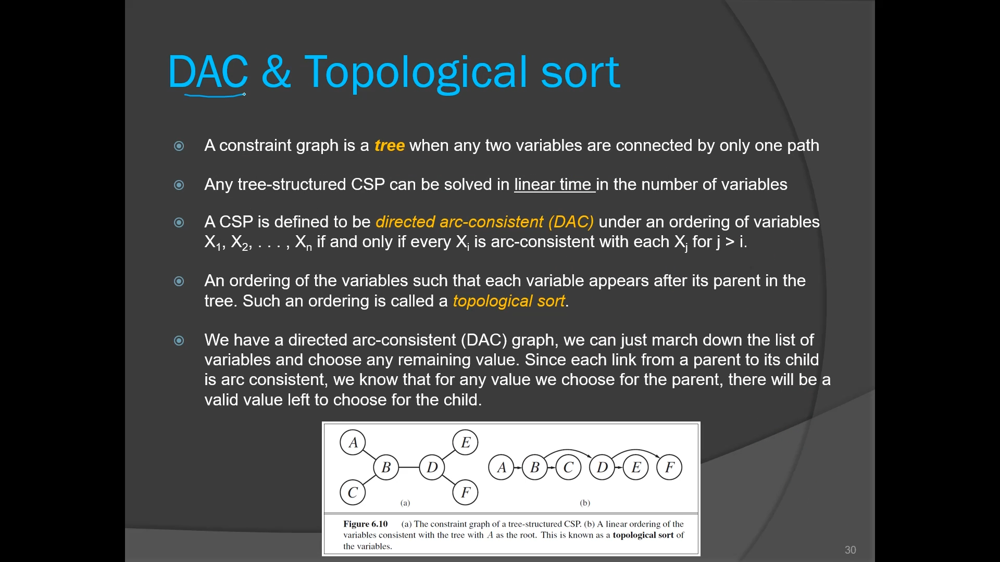 DAC & Topological sort
A constraint graph is a tree when any two variables are connected by only one path
Any tree-structured CSP can be solved in linear time in the number of variables
A CSP is defined to be directed arc-consistent (DAC) under an ordering of variables
X1, X2, . . . , Xn if and only if every Xi is arc-consistent with each Xj for j > i.
An ordering of the variables such that each variable appears after its parent in the
tree. Such an ordering is called a topological sort.
We have a directed arc-consistent (DAC) graph, we can just march down the list of
variables and choose any remaining value. Since each link from a parent to its child
is arc consistent, we know that for any value we choose for the parent, there will be a
valid value left to choose for the child.
A E
B D
C F
(a)
A B C D E F
(b)
Figure 6.10 (a) The constraint graph of a tree-structured CSP. (b) A linear ordering of the
variables consistent with the tree with A as the root. This is known as a topological sort of
the variables.
30